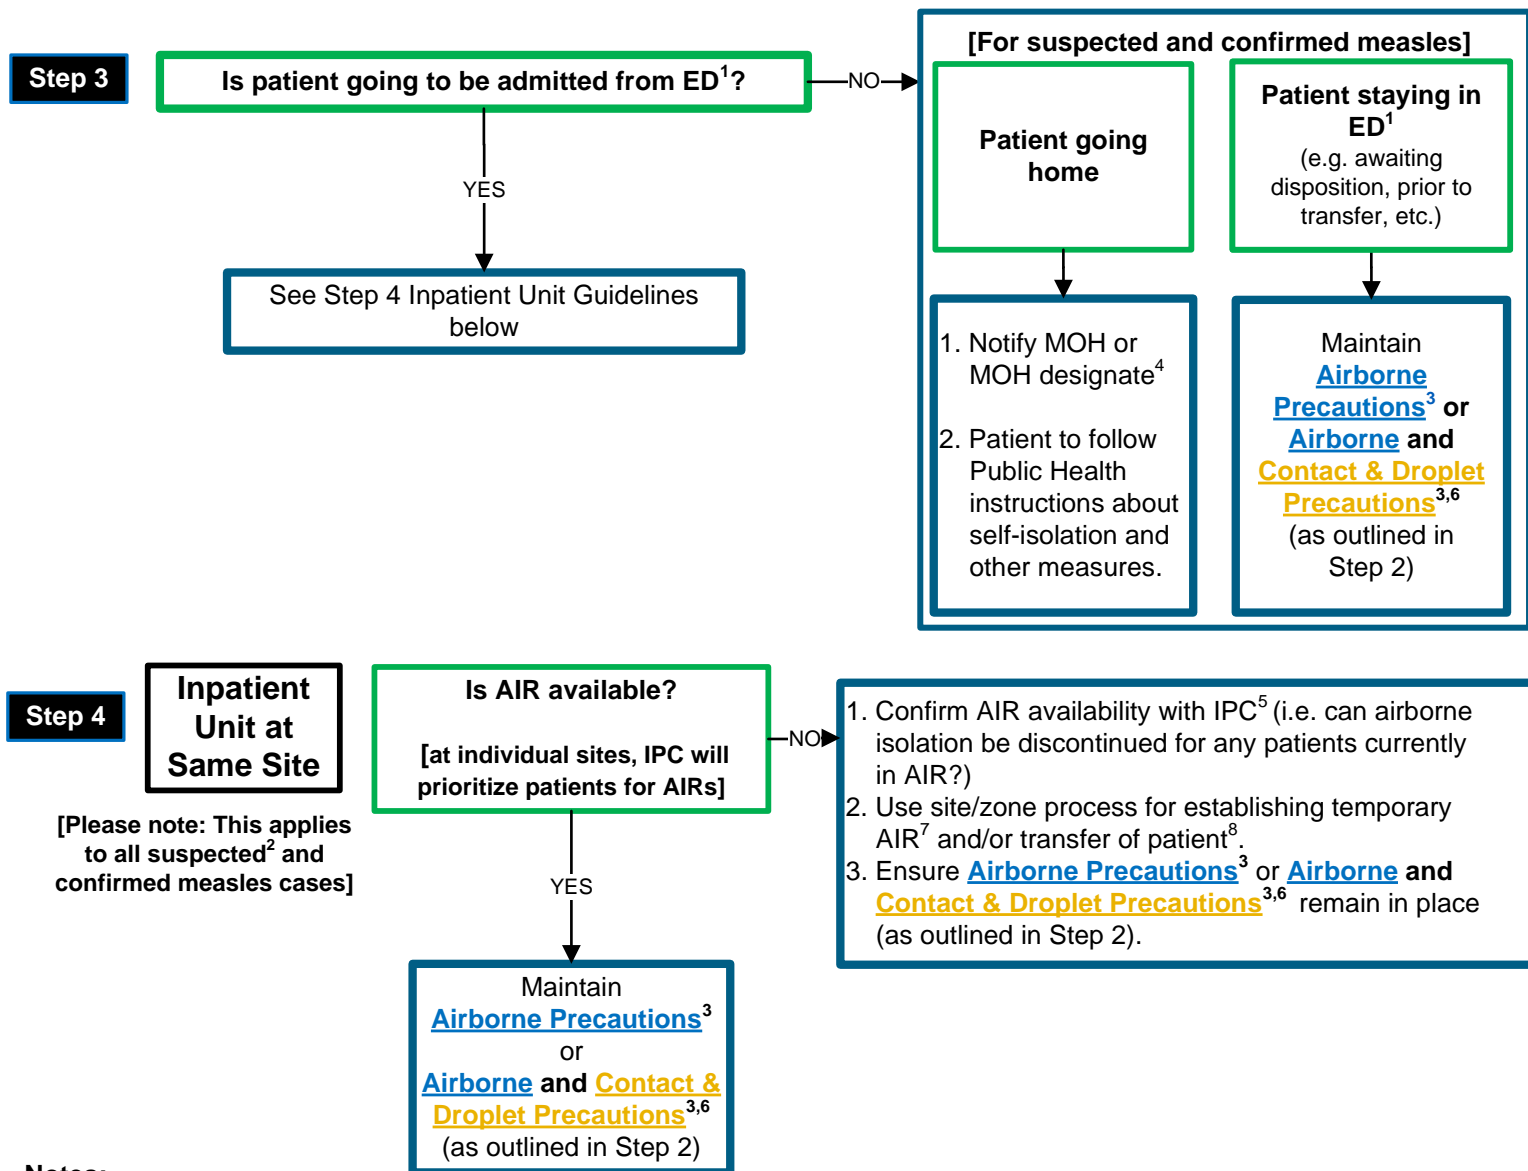 Step 3
Is patient going to be admitted from ED¹?
NO
YES
See Step 4 Inpatient Unit Guidelines
below
[For suspected and confirmed measles]
Patient going
home
1. Notify MOH or
MOH designate⁴
2. Patient to follow
Public Health
instructions about
self-isolation and
other measures.
Patient staying in
ED¹
(e.g. awaiting
disposition, prior to
transfer, etc.)
Maintain
Airborne
Precautions³ or
Airborne and
Contact & Droplet
Precautions³,⁶
(as outlined in
Step 2)
Step 4
Inpatient
Unit at
Same Site
[Please note: This applies
to all suspected² and
confirmed measles cases]
Is AIR available?
[at individual sites, IPC will
prioritize patients for AIRs]
NO
1. Confirm AIR availability with IPC⁵ (i.e. can airborne
isolation be discontinued for any patients currently
in AIR?)
2. Use site/zone process for establishing temporary
AIR⁷ and/or transfer of patient⁸.
3. Ensure Airborne Precautions³ or Airborne and
Contact & Droplet Precautions³,⁶ remain in place
(as outlined in Step 2).
YES
Maintain
Airborne Precautions³
or
Airborne and Contact &
Droplet Precautions³,⁶
(as outlined in Step 2)
Notes: